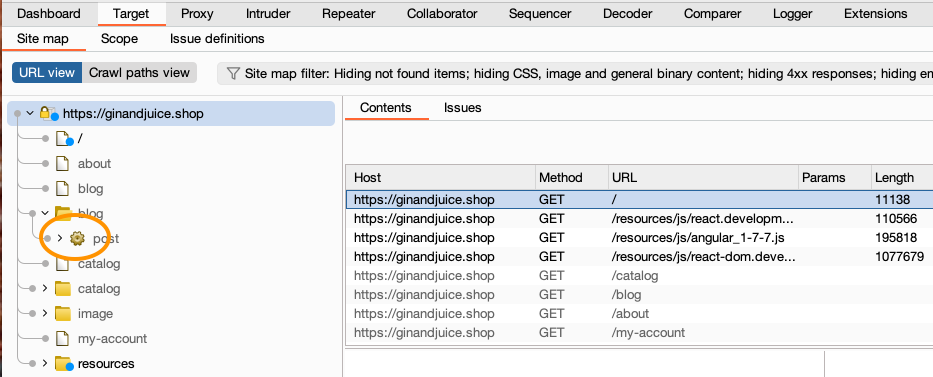 Dashboard Target Proxy Intruder Repeater Collaborator Sequencer Decoder Comparer Logger Extensions
Site map Scope Issue definitions
URL view Crawl paths view Site map filter: Hiding not found items; hiding CSS, image and general binary content; hiding 4xx responses; hiding
https://ginandjuice.shop
/
about
blog
blog
post
catalog
catalog
image
my-account
resources
Contents Issues
Host Method URL Params Length
https://ginandjuice.shop GET / 11138
https://ginandjuice.shop GET /resources/js/react.developm... 110566
https://ginandjuice.shop GET /resources/js/angular_1-7-7.js 195818
https://ginandjuice.shop GET /resources/js/react-dom.deve... 1077679
https://ginandjuice.shop GET /catalog
https://ginandjuice.shop GET /blog
https://ginandjuice.shop GET /about
https://ginandjuice.shop GET /my-account